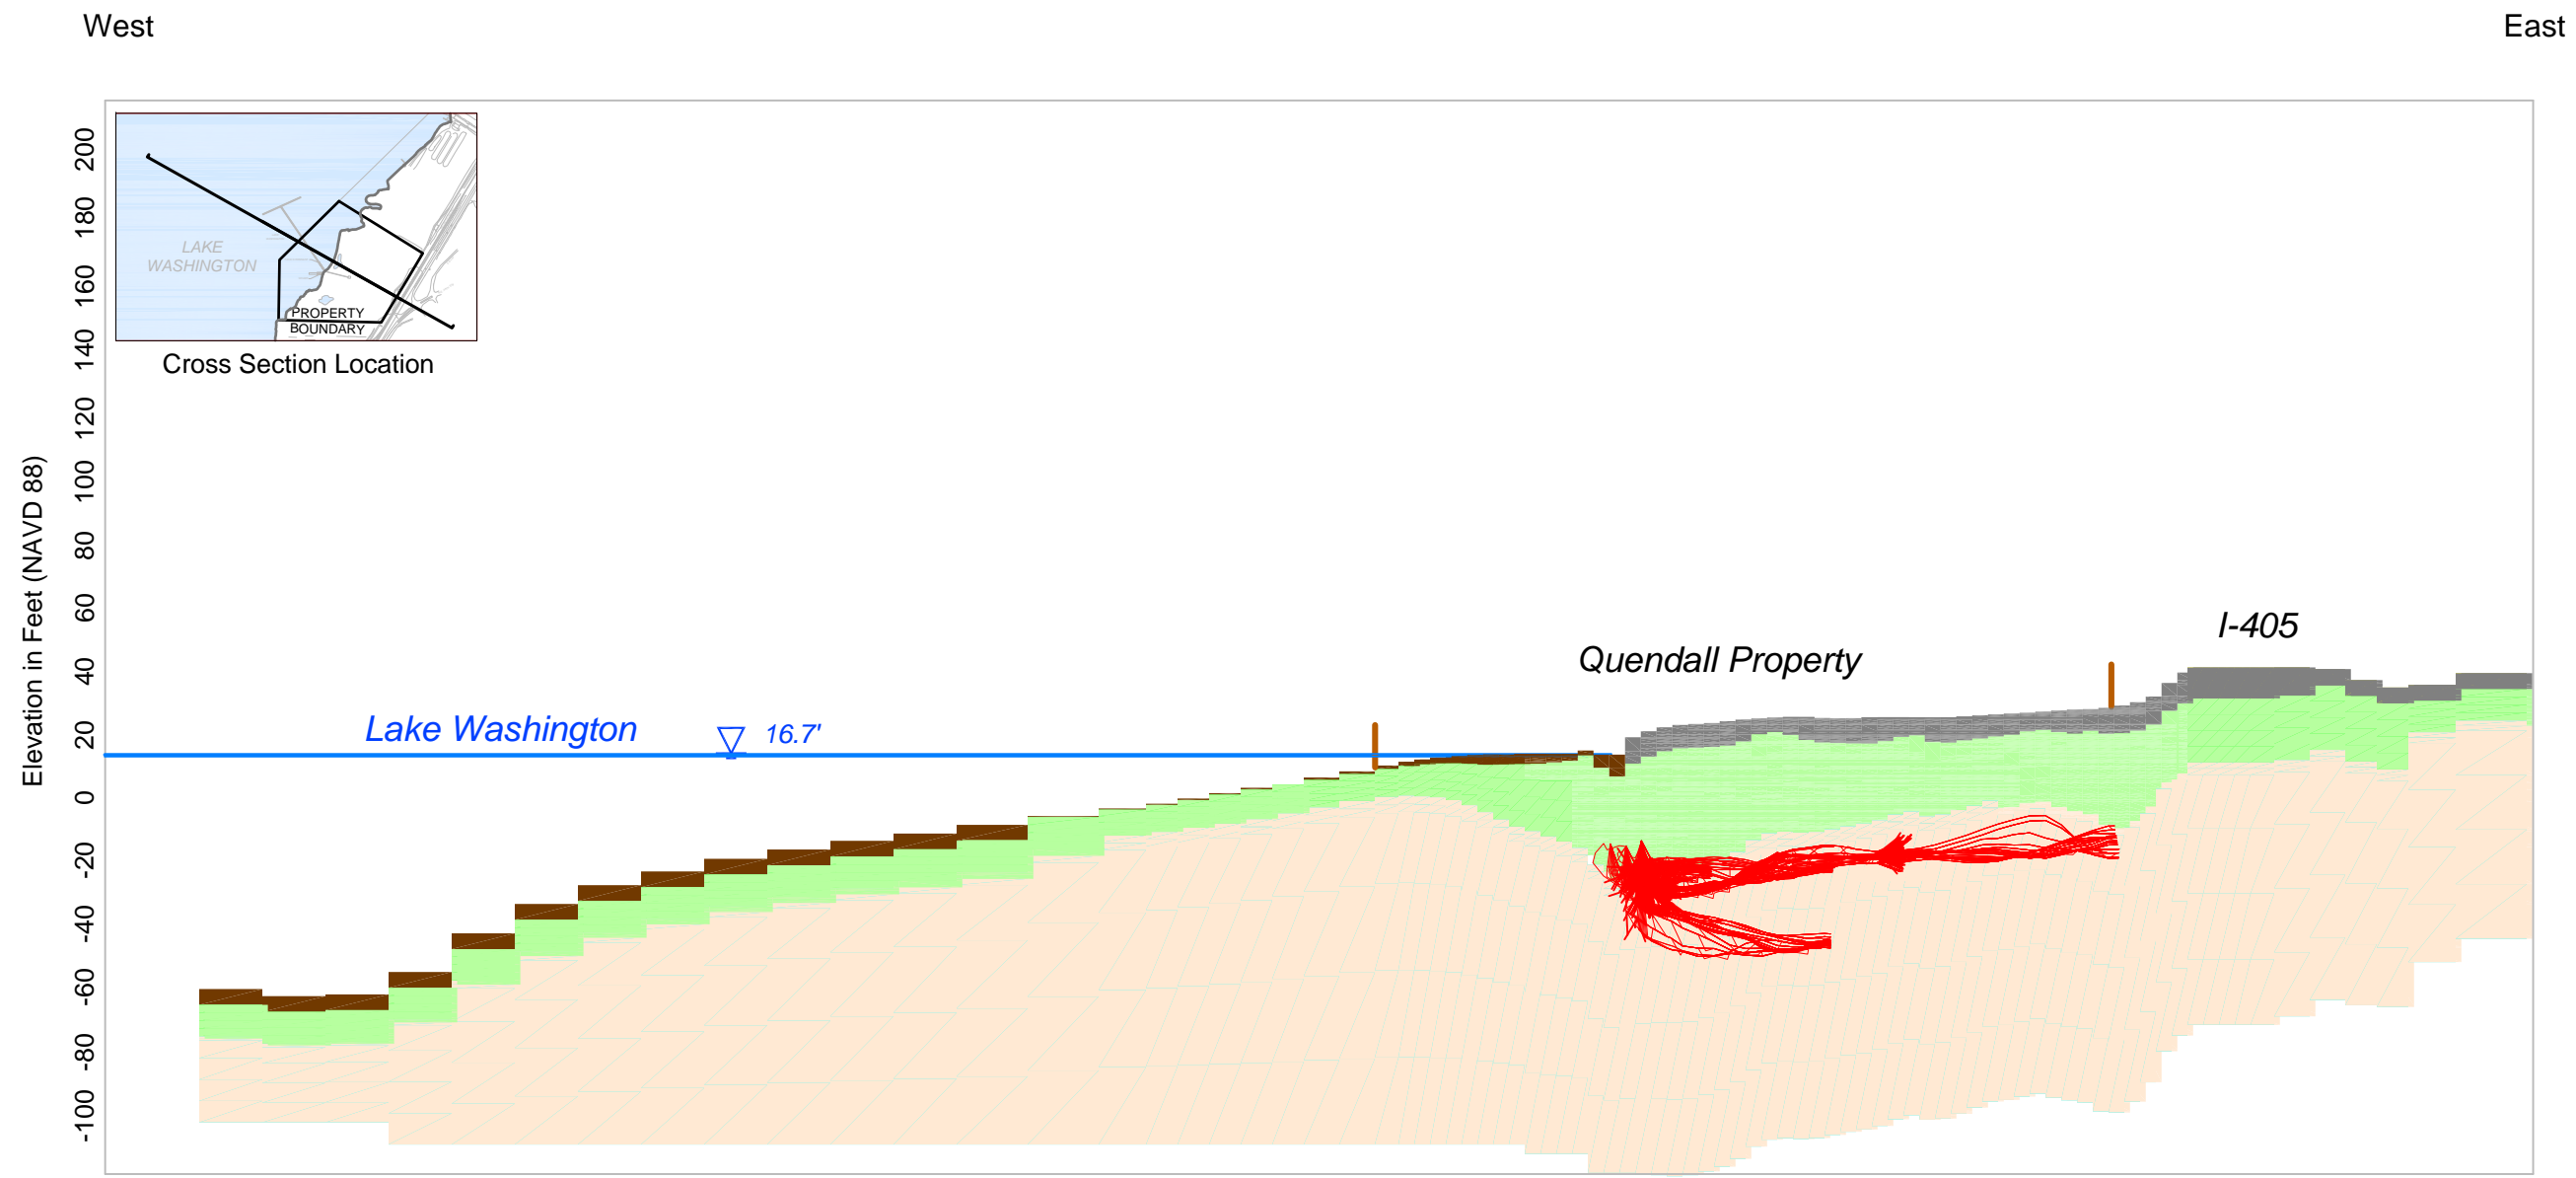 West
East
200
180
160
140
120
100
80
60
40
20
0
-20
-40
-60
-80
-100
Elevation in Feet (NAVD 88)
LAKE
WASHINGTON
PROPERTY
BOUNDARY
Cross Section Location
I-405
Quendall Property
Lake Washington
16.7'